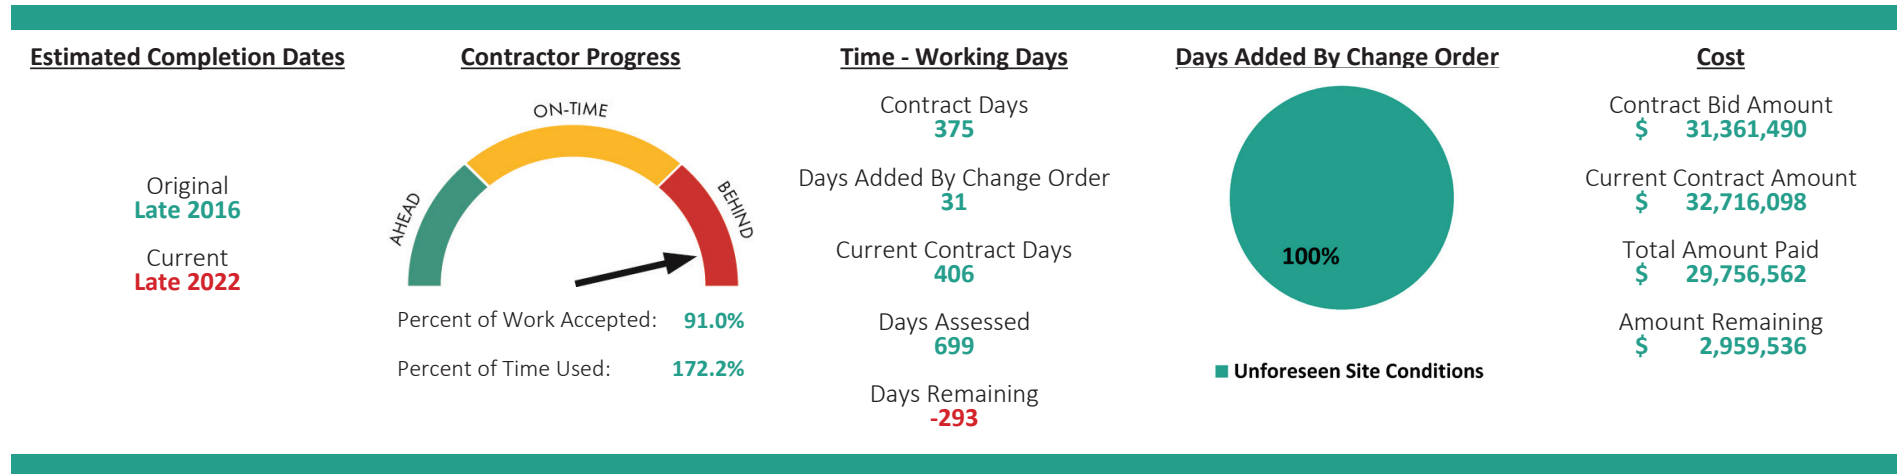 Estimated Completion Dates
Original
Late 2016
Current
Late 2022
Contractor Progress
ON-TIME
AHEAD
BEHIND
Percent of Work Accepted: 91.0%
Percent of Time Used: 172.2%
Time - Working Days
Contract Days
375
Days Added By Change Order
31
Current Contract Days
406
Days Assessed
699
Days Remaining
-293
Days Added By Change Order
100%
Unforeseen Site Conditions
Cost
Contract Bid Amount
$ 31,361,490
Current Contract Amount
$ 32,716,098
Total Amount Paid
$ 29,756,562
Amount Remaining
$ 2,959,536